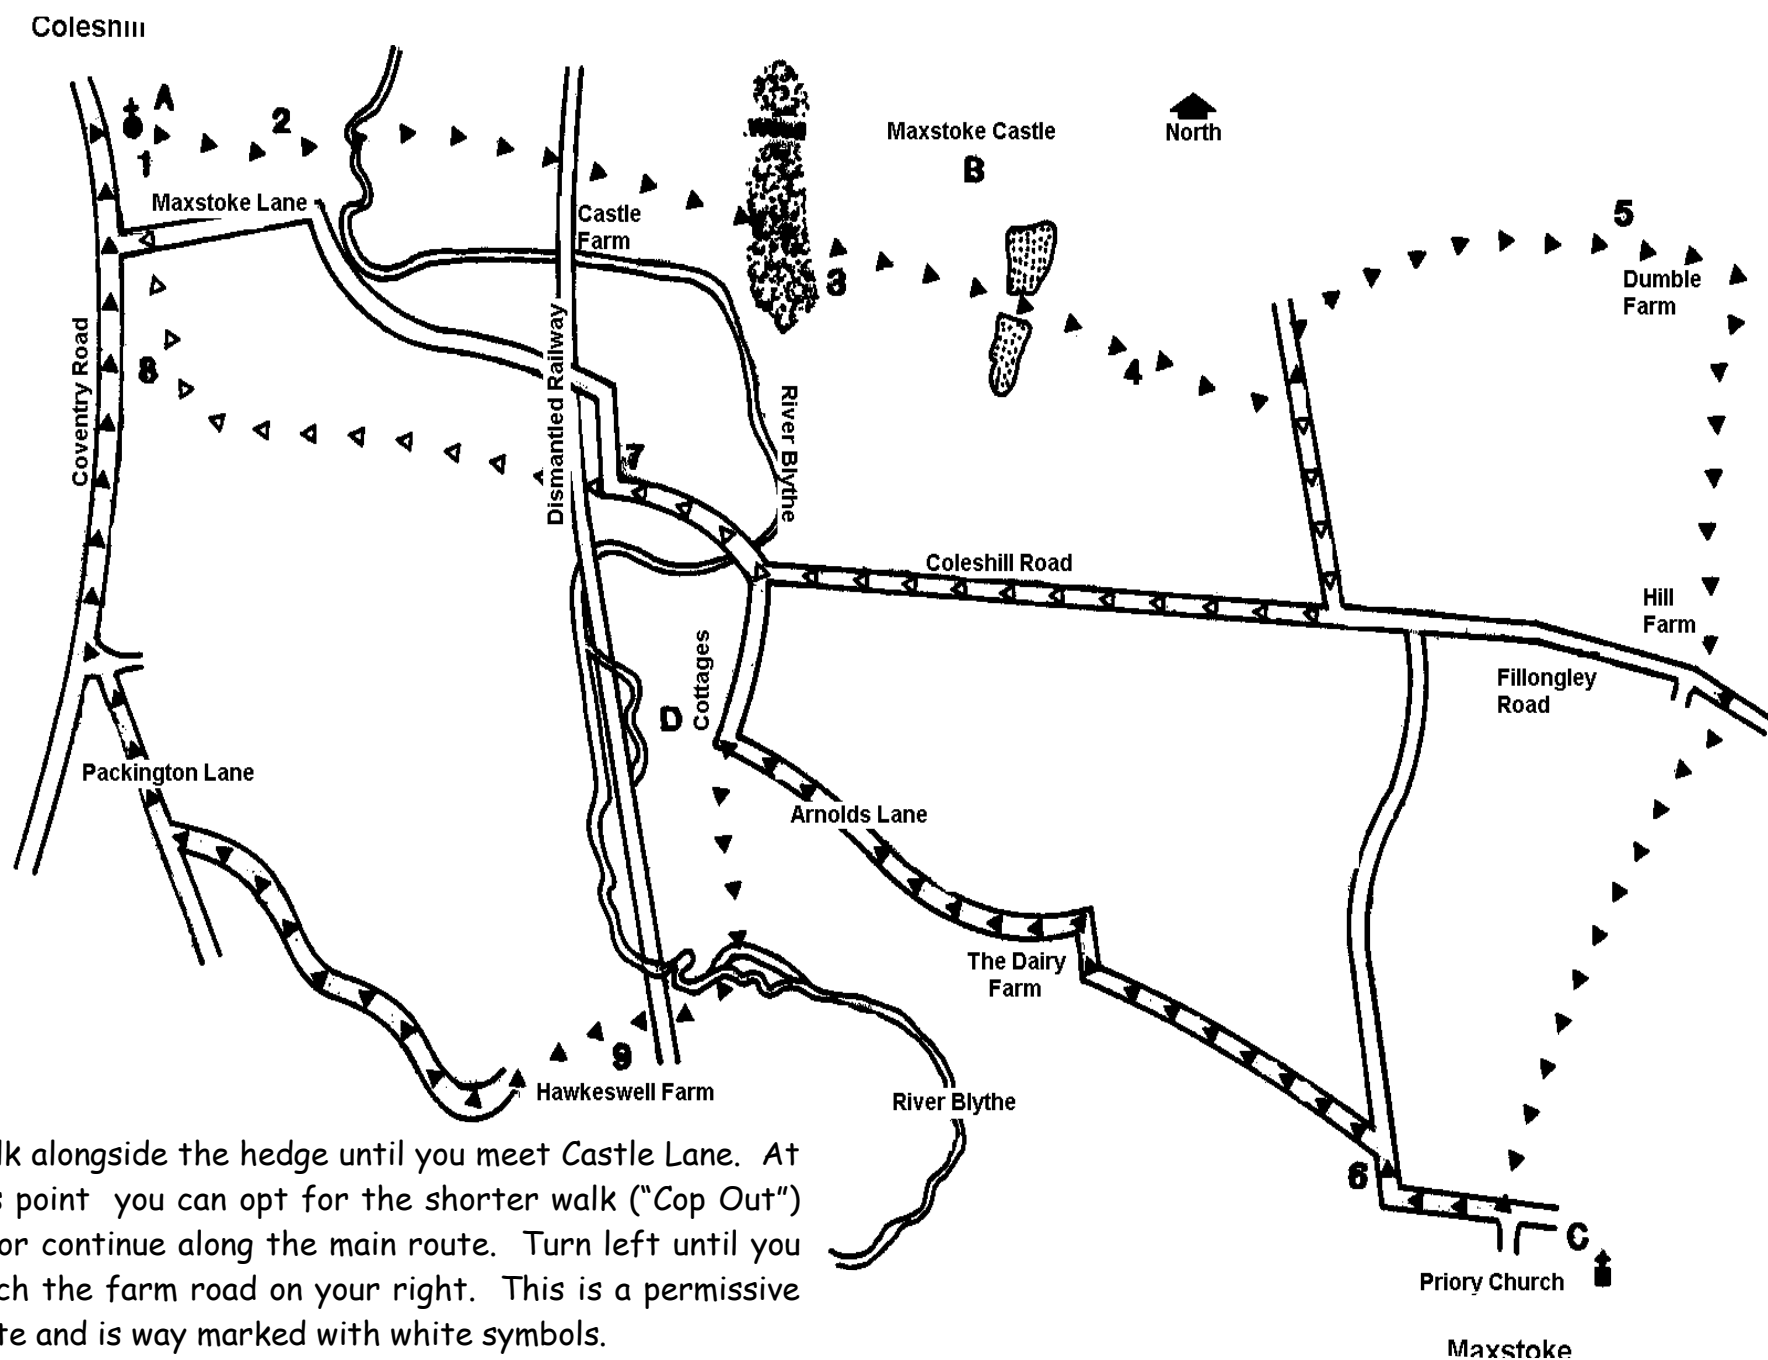 Coleshill
A
2
1
Maxstoke Lane
Wood
Maxstoke Castle
B
North
Castle
Farm
3
5
Dumble
Farm
4
Coventry Road
8
Dismantled Railway
River Blythe
7
Coleshill Road
Hill
Farm
Fillongley
Road
Cottages
D
Packington Lane
Arnolds Lane
The Dairy
Farm
9
Hawkeswell Farm
River Blythe
6
C
Priory Church
Maxstoke
lk alongside the hedge until you meet Castle Lane. At
s point you can opt for the shorter walk (“Cop Out”)
or continue along the main route. Turn left until you
ch the farm road on your right. This is a permissive
te and is way marked with white symbols.